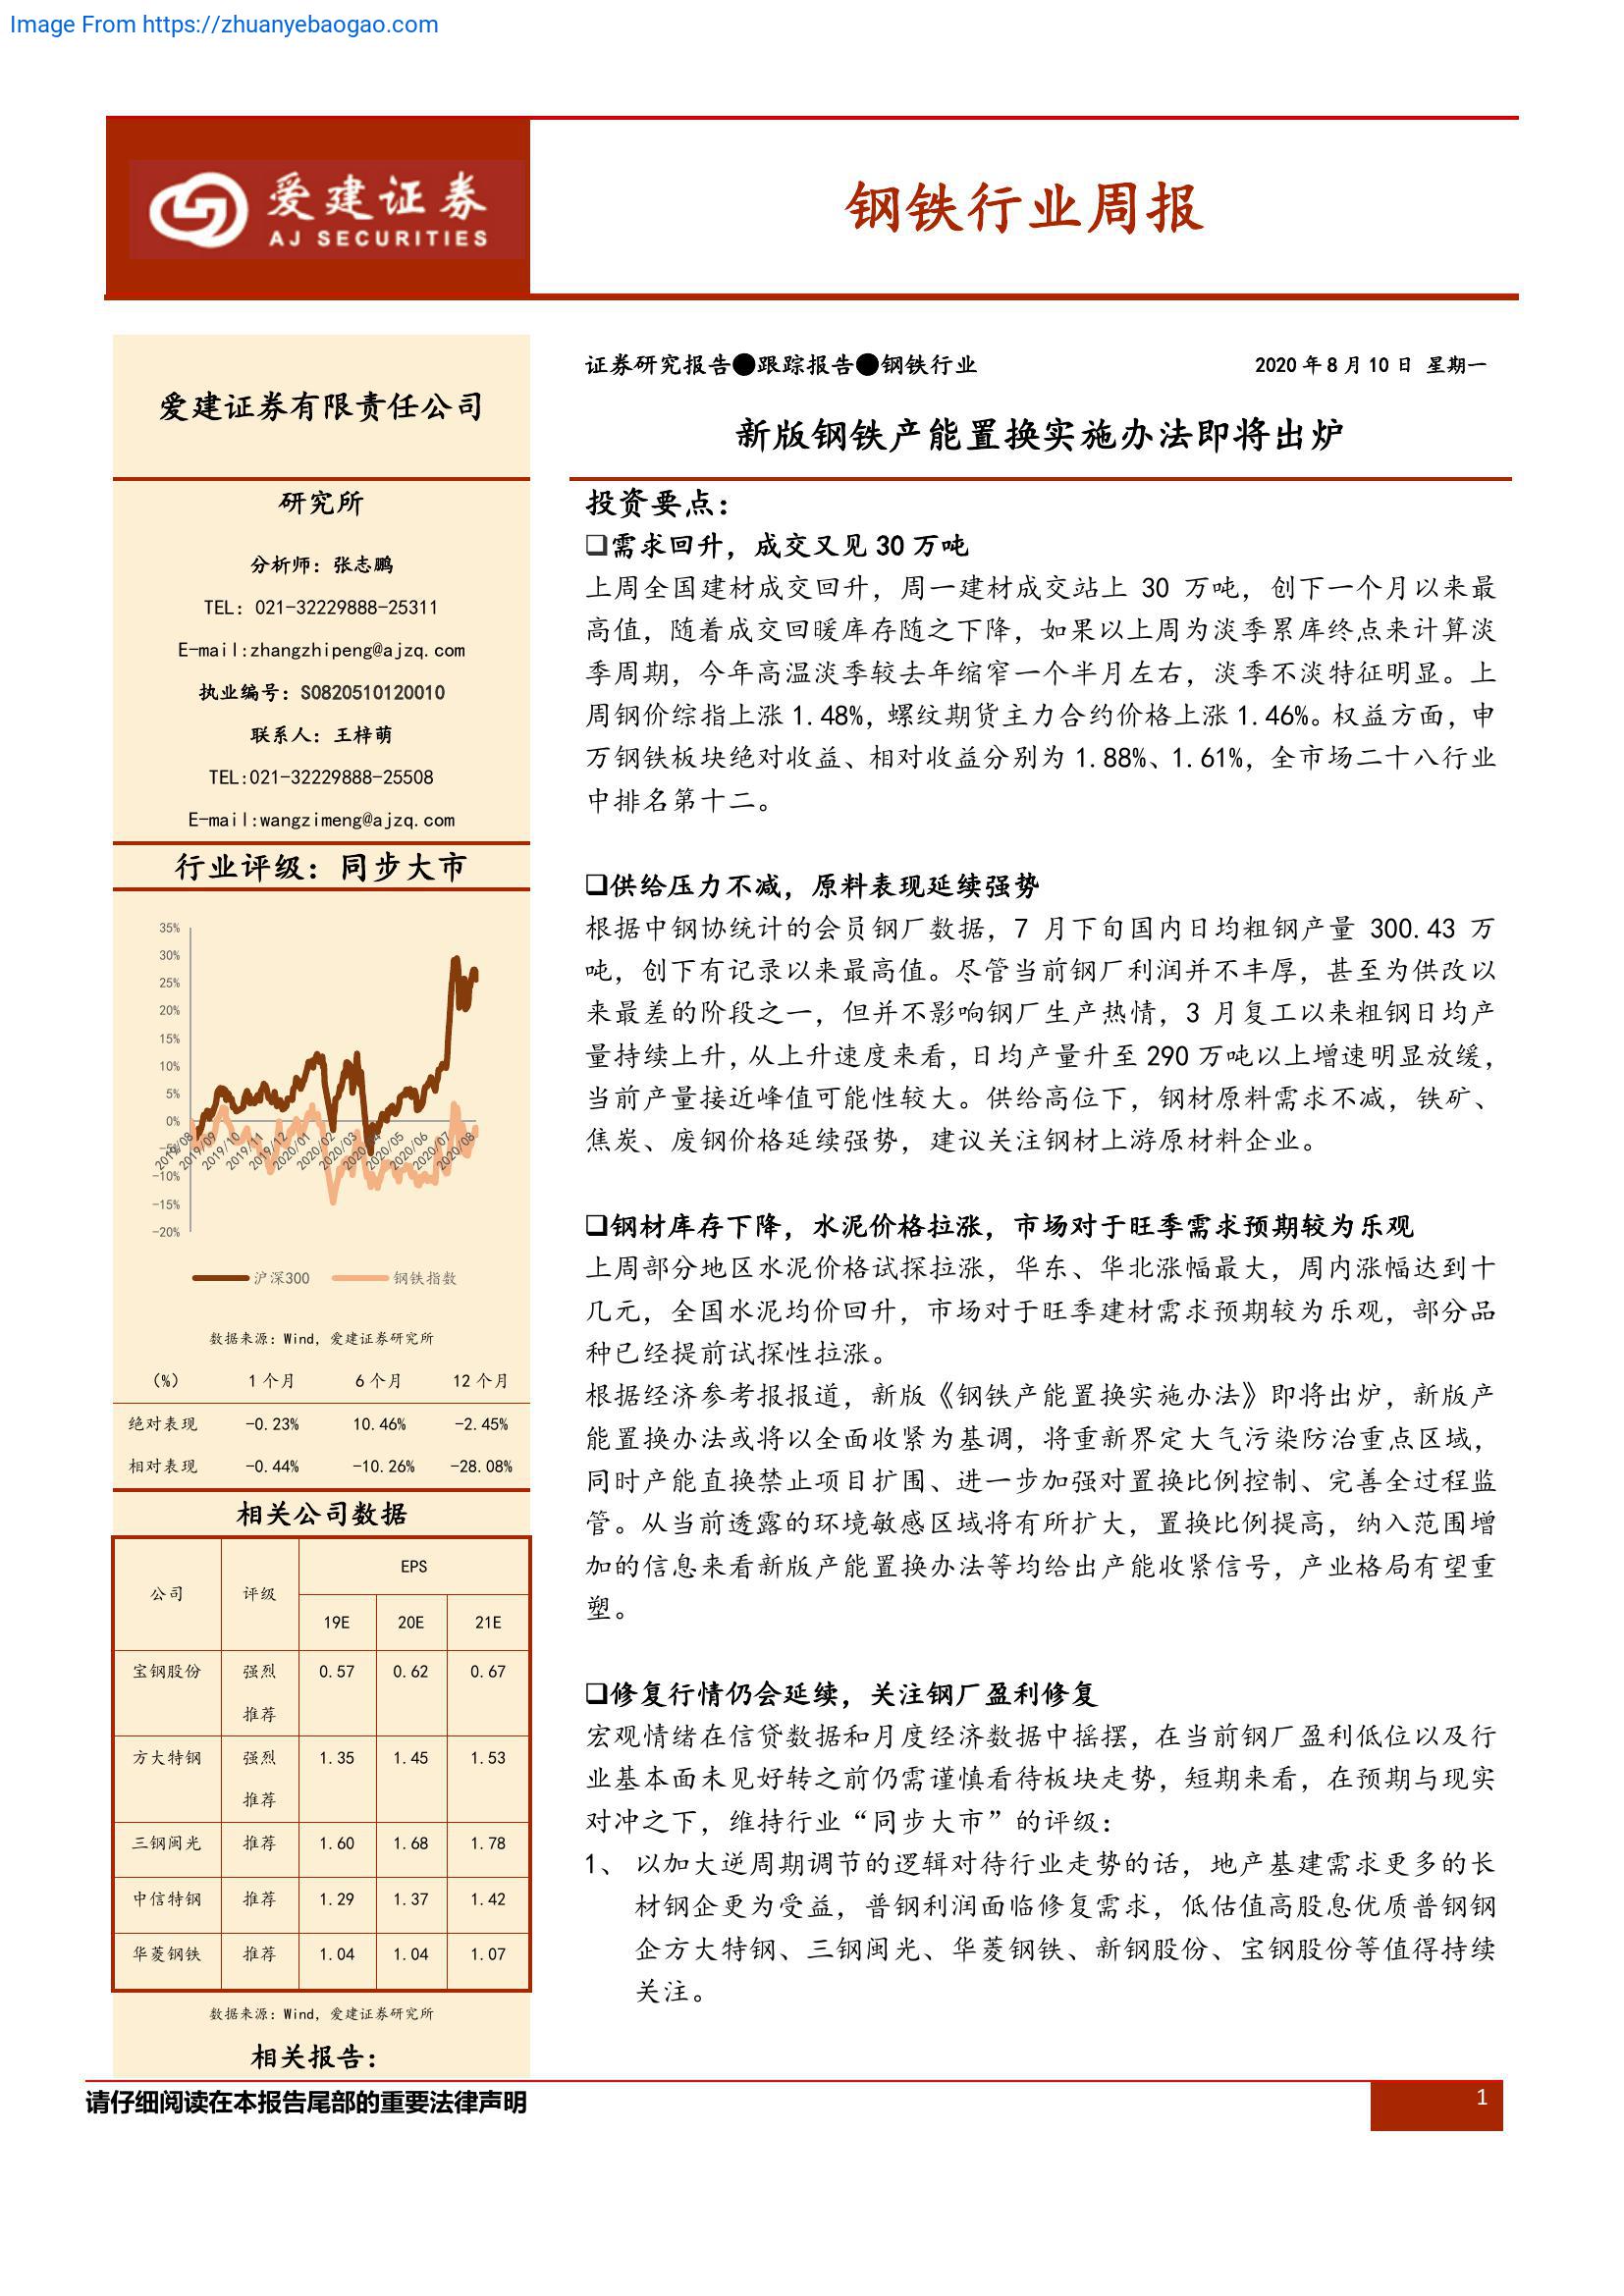 Image From https://zhuanyebaogao.com
爱建证券
AJ SECURITIES
钢铁行业周报
爱建证券有限责任公司
研究所
分析师：张志鹏
TEL：021-32229888-25311
E-mail:zhangzhipeng@ajzq.com
执业编号：S0820510120010
联系人：王梓萌
TEL:021-32229888-25508
E-mail:wangzimeng@ajzq.com
行业评级：同步大市
35%
30%
25%
20%
15%
10%
5%
0%
-5%
-10%
-15%
-20%
2019/08 2019/09 2019/10 2019/11 2019/12 2020/01 2020/02 2020/03 2020/04 2020/05 2020/06 2020/07 2020/08
沪深300 钢铁指数
数据来源：Wind，爱建证券研究所
（%） 1 个月 6 个月 12 个月
绝对表现 -0.23% 10.46% -2.45%
相对表现 -0.44% -10.26% -28.08%
相关公司数据
公司 评级 EPS
19E 20E 21E
宝钢股份 强烈 0.57 0.62 0.67
推荐
方大特钢 强烈 1.35 1.45 1.53
推荐
三钢闽光 推荐 1.60 1.68 1.78
中信特钢 推荐 1.29 1.37 1.42
华菱钢铁 推荐 1.04 1.04 1.07
数据来源：Wind，爱建证券研究所
相关报告：
证券研究报告●跟踪报告●钢铁行业 2020 年 8 月 10 日 星期一
新版钢铁产能置换实施办法即将出炉
投资要点：
❑需求回升，成交又见 30 万吨
上周全国建材成交回升，周一建材成交站上 30 万吨，创下一个月以来最
高值，随着成交回暖库存随之下降，如果以上周为淡季累库终点来计算淡
季周期，今年高温淡季较去年缩窄一个半月左右，淡季不淡特征明显。上
周钢价综指上涨 1.48%，螺纹期货主力合约价格上涨 1.46%。权益方面，申
万钢铁板块绝对收益、相对收益分别为 1.88%、1.61%，全市场二十八行业
中排名第十二。
❑供给压力不减，原料表现延续强势
根据中钢协统计的会员钢厂数据，7 月下旬国内日均粗钢产量 300.43 万
吨，创下有记录以来最高值。尽管当前钢厂利润并不丰厚，甚至为供改以
来最差的阶段之一，但并不影响钢厂生产热情，3 月复工以来粗钢日均产
量持续上升，从上升速度来看，日均产量升至 290 万吨以上增速明显放缓，
当前产量接近峰值可能性较大。供给高位下，钢材原料需求不减，铁矿、
焦炭、废钢价格延续强势，建议关注钢材上游原材料企业。
❑钢材库存下降，水泥价格拉涨，市场对于旺季需求预期较为乐观
上周部分地区水泥价格试探拉涨，华东、华北涨幅最大，周内涨幅达到十
几元，全国水泥均价回升，市场对于旺季建材需求预期较为乐观，部分品
种已经提前试探性拉涨。
根据经济参考报报道，新版《钢铁产能置换实施办法》即将出炉，新版产
能置换办法或将以全面收紧为基调，将重新界定大气污染防治重点区域，
同时产能直换禁止项目扩围、进一步加强对置换比例控制、完善全过程监
管。从当前透露的环境敏感区域将有所扩大，置换比例提高，纳入范围增
加的信息来看新版产能置换办法等均给出产能收紧信号，产业格局有望重
塑。
❑修复行情仍会延续，关注钢厂盈利修复
宏观情绪在信贷数据和月度经济数据中摇摆，在当前钢厂盈利低位以及行
业基本面未见好转之前仍需谨慎看待板块走势，短期来看，在预期与现实
对冲之下，维持行业“同步大市”的评级：
1、 以加大逆周期调节的逻辑对待行业走势的话，地产基建需求更多的长
材钢企更为受益，普钢利润面临修复需求，低估值高股息优质普钢钢
企方大特钢、三钢闽光、华菱钢铁、新钢股份、宝钢股份等值得持续
关注。
请仔细阅读在本报告尾部的重要法律声明 1